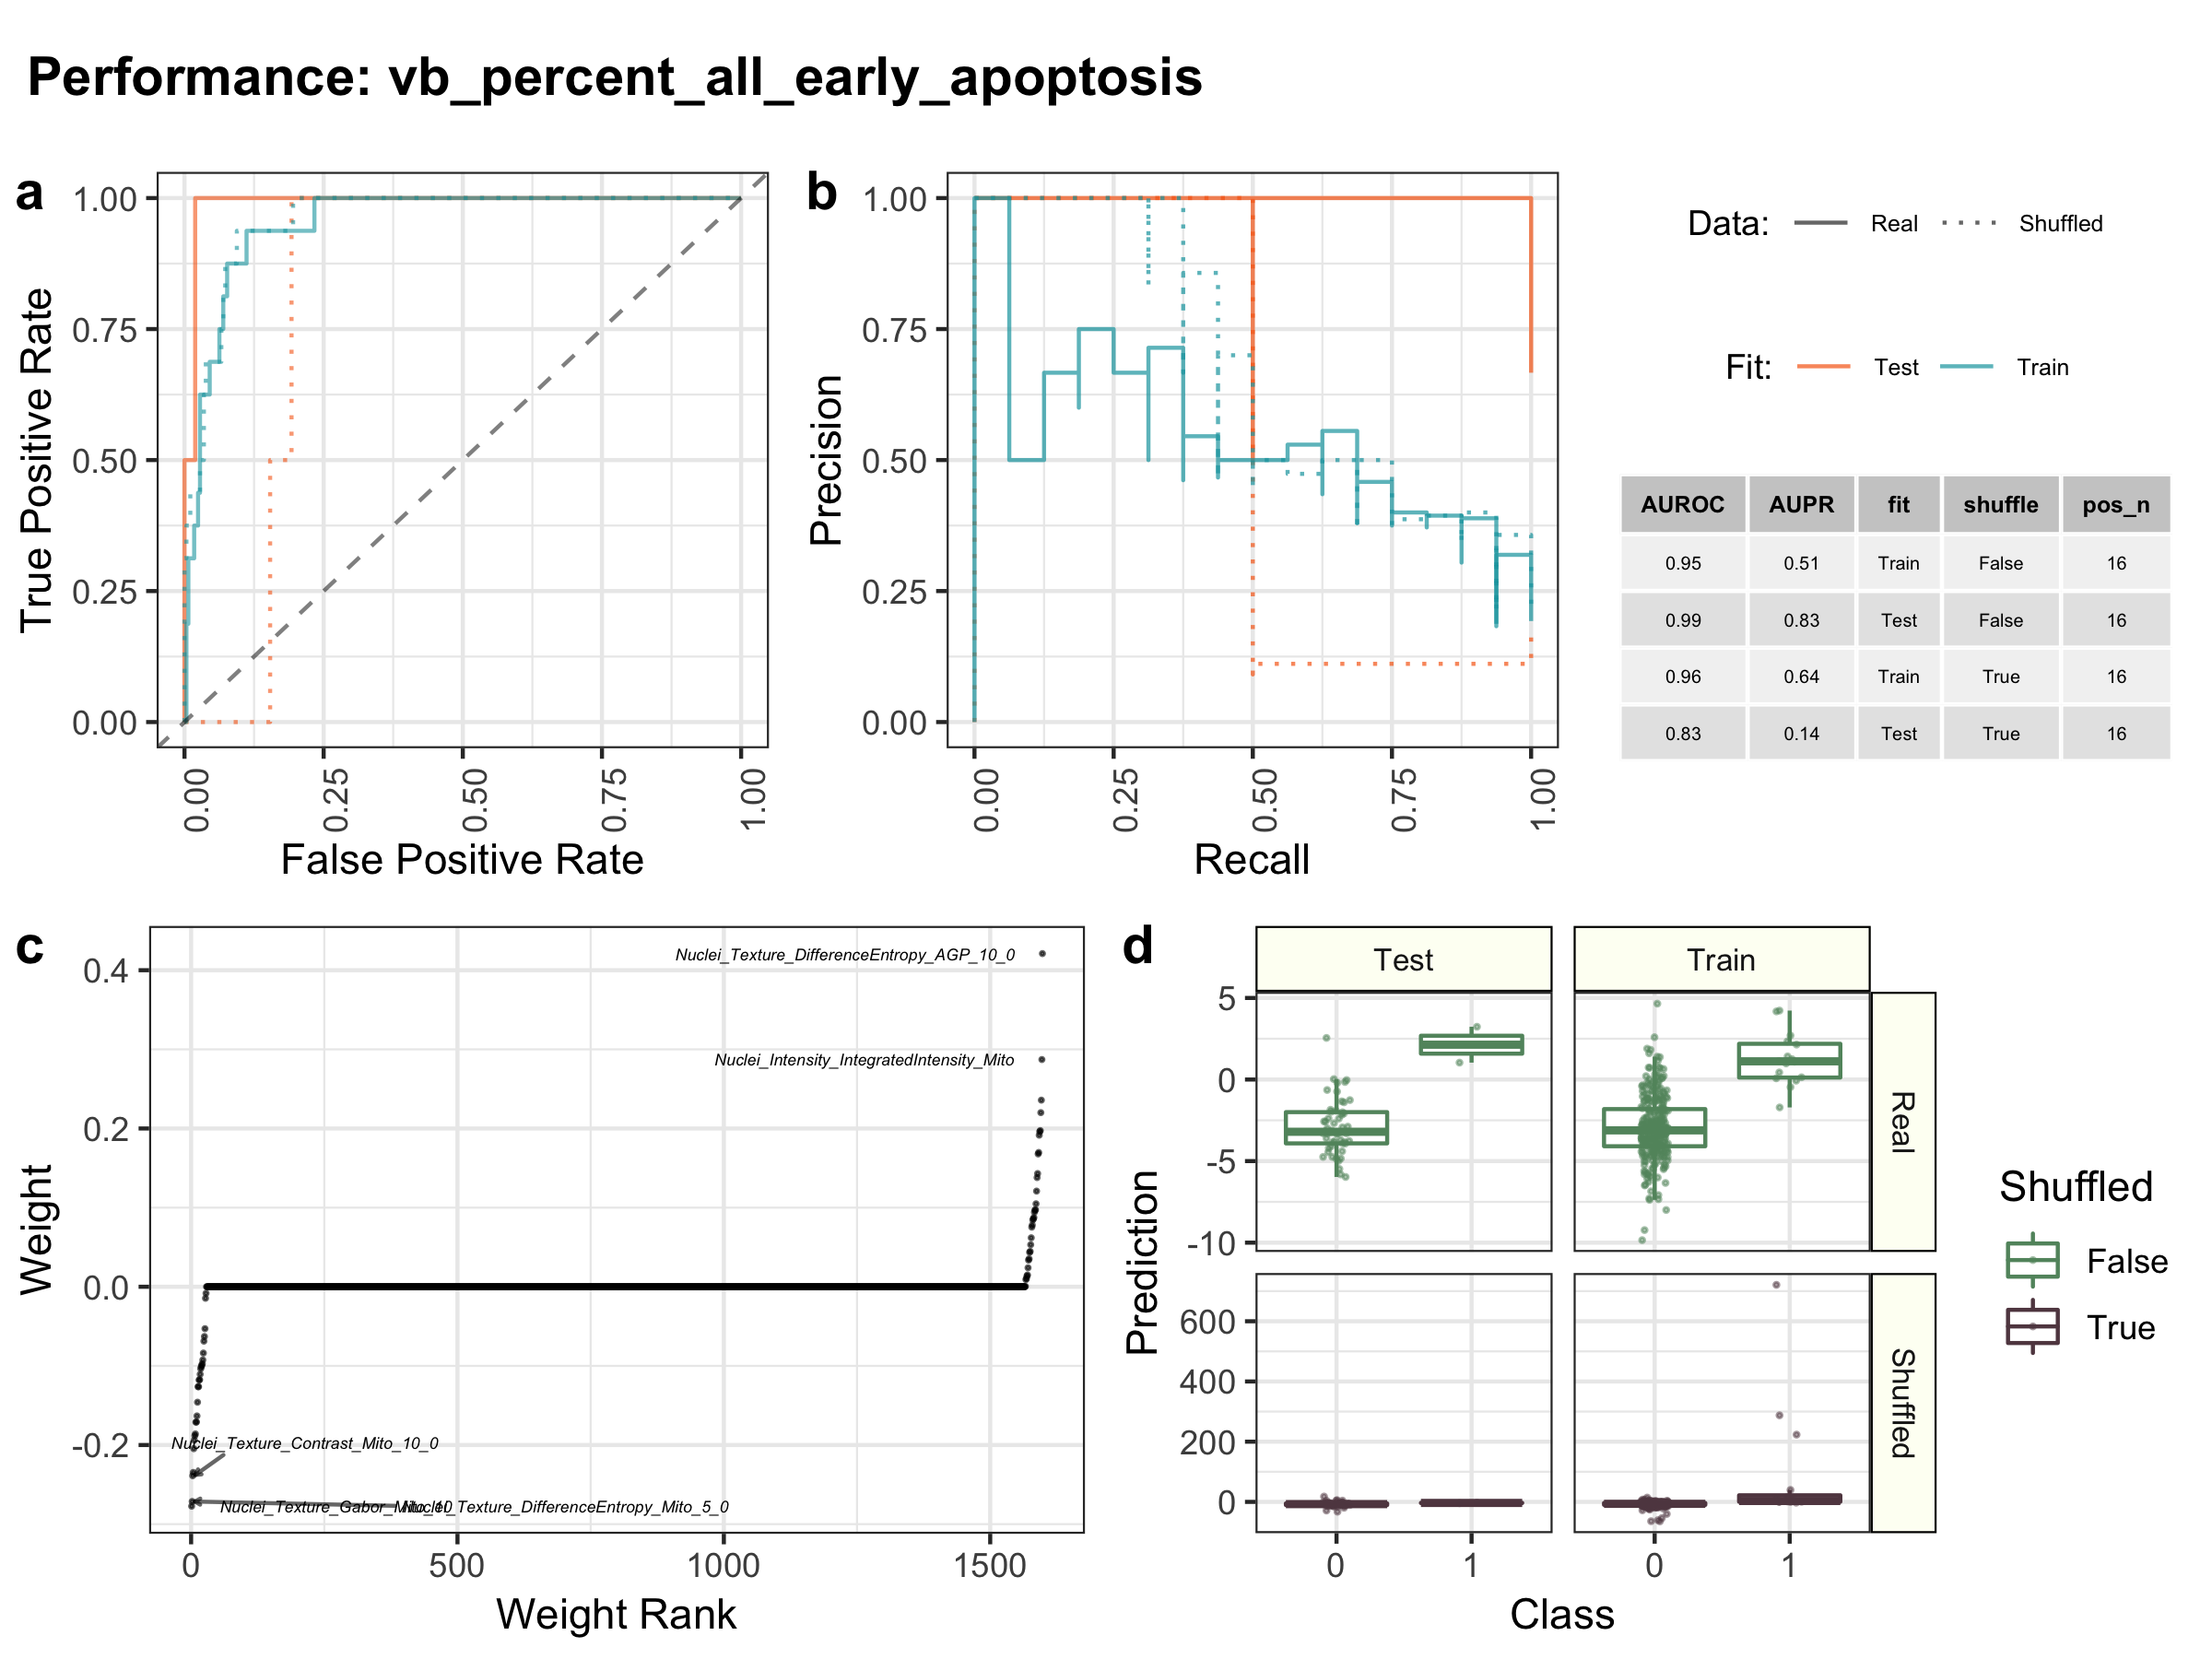 Performance: vb_percent_all_early_apoptosis
a
1.00
0.75
0.50
0.25
0.00
True Positive Rate
0.00
0.25
0.50
0.75
1.00
False Positive Rate
b
1.00
0.75
0.50
0.25
0.00
Precision
0.00
0.25
0.50
0.75
1.00
Recall
Data: Real Shuffled
Fit: Test Train
AUROC AUPR fit shuffle pos_n
0.95 0.51 Train False 16
0.99 0.83 Test False 16
0.96 0.64 Train True 16
0.83 0.14 Test True 16
c
0.4
0.2
0.0
-0.2
Weight
Nuclei_Texture_DifferenceEntropy_AGP_10_0
Nuclei_Intensity_IntegratedIntensity_Mito
Nuclei_Texture_Contrast_Mito_10_0
Nuclei_Texture_Gabor_Mito_10
Nuclei_Texture_DifferenceEntropy_Mito_5_0
0 500 1000 1500
Weight Rank
d
Test Train
5
0
-5
-10
Real
600
400
200
0
Shuffled
Prediction
0 1 0 1
Class
Shuffled
False
True